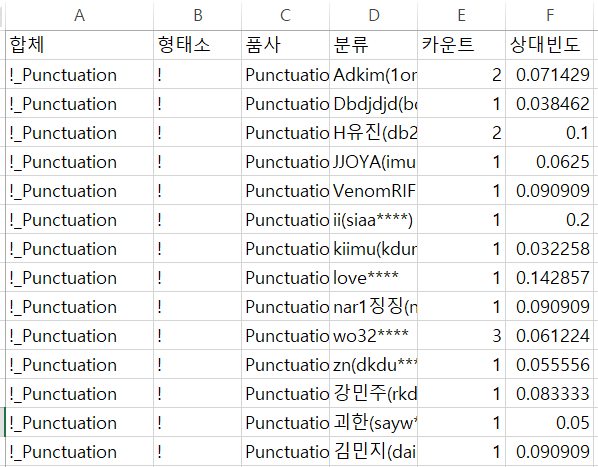 A B C D E F
합체 형태소 품사 분류 카운트 상대빈도
!_Punctuation ! Punctuatio Adkim(1or 2 0.071429
!_Punctuation ! Punctuatio Dbdjdjd(bc 1 0.038462
!_Punctuation ! Punctuatio H유진(db2 2 0.1
!_Punctuation ! Punctuatio JJOYA(imu 1 0.0625
!_Punctuation ! Punctuatio VenomRIF 1 0.090909
!_Punctuation ! Punctuatio ii(siaa****) 1 0.2
!_Punctuation ! Punctuatio kiimu(kdur 1 0.032258
!_Punctuation ! Punctuatio love**** 1 0.142857
!_Punctuation ! Punctuatio nar1징징(n 1 0.090909
!_Punctuation ! Punctuatio wo32**** 3 0.061224
!_Punctuation ! Punctuatio zn(dkdu*** 1 0.055556
!_Punctuation ! Punctuatio 강민주(rkd 1 0.083333
!_Punctuation ! Punctuatio 괴한(sayw* 1 0.05
!_Punctuation ! Punctuatio 김민지(dai 1 0.090909